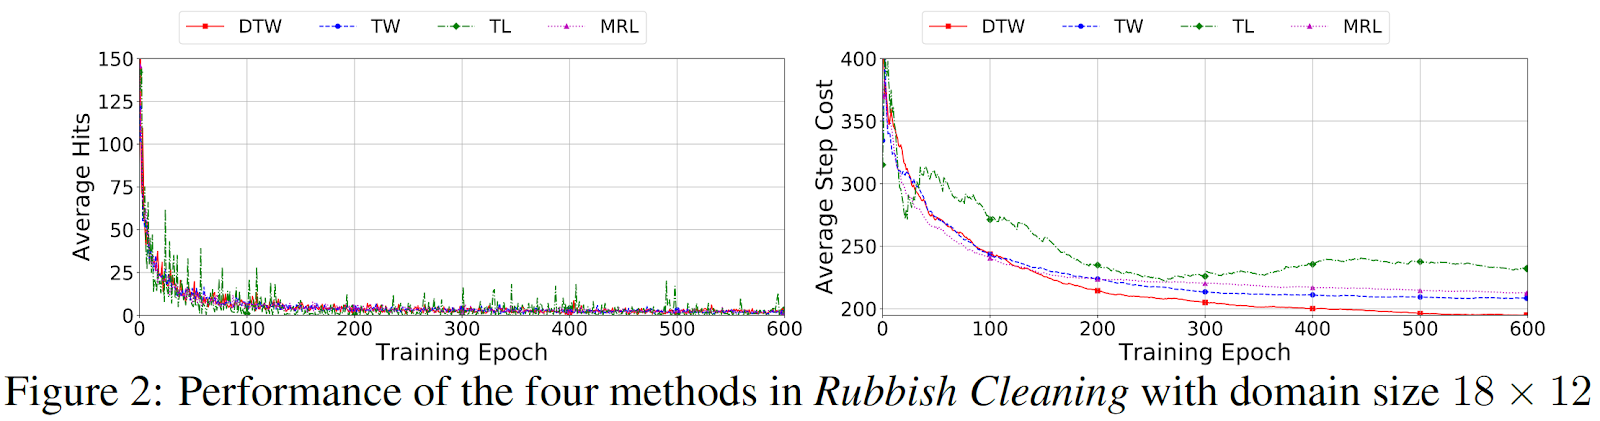 DTW TW TL MRL
150
125
100
75
50
25
0
Average Hits
0 100 200 300 400 500 600
Training Epoch
DTW TW TL MRL
400
350
300
250
200
Average Step Cost
0 100 200 300 400 500 600
Training Epoch
Figure 2: Performance of the four methods in Rubbish Cleaning with domain size 18 × 12